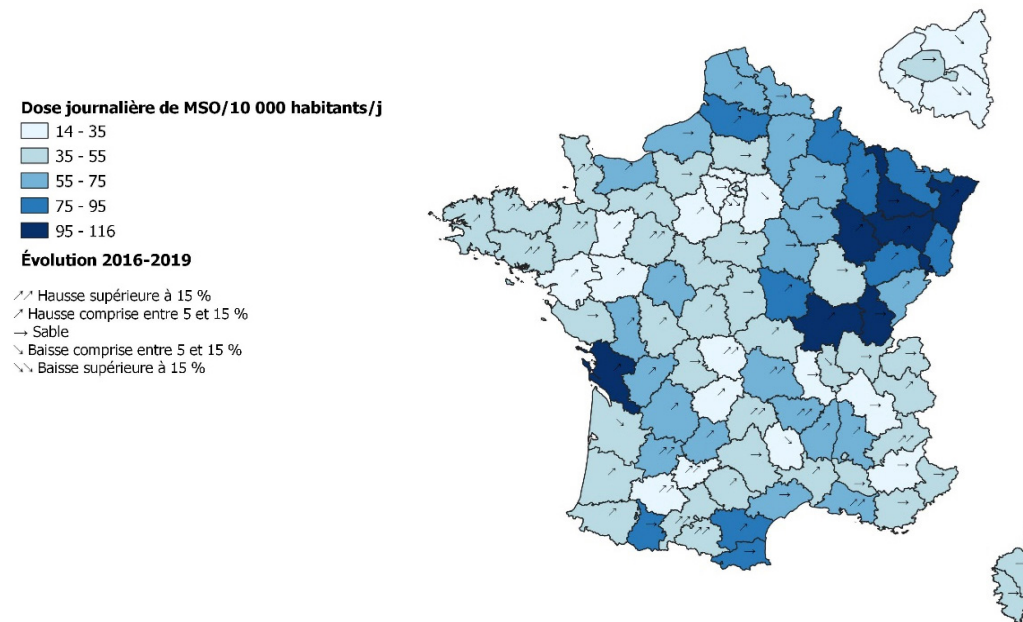 Dose journalière de MSO/10 000 habitants/j
14 - 35
35 - 55
55 - 75
75 - 95
95 - 116
Évolution 2016-2019
↗↗ Hausse supérieure à 15 %
↗ Hausse comprise entre 5 et 15 %
→ Sable
↘ Baisse comprise entre 5 et 15 %
↘↘ Baisse supérieure à 15 %